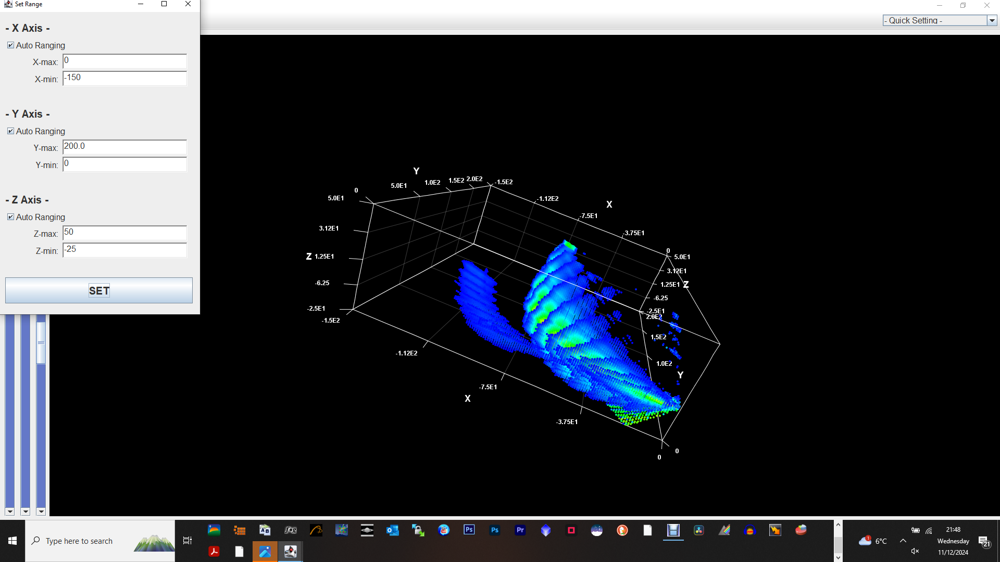 Set Range
- Quick Setting -
- X Axis -
Auto Ranging
X-max: 0
X-min: -150
- Y Axis -
Auto Ranging
Y-max: 200.0
Y-min: 0
- Z Axis -
Auto Ranging
Z-max: 50
Z-min: -25
SET
Y
0
5.0E1
1.0E2
1.5E2
2.0E2
-1.5E2
-1.12E2
X
-7.5E1
-3.75E1
0
5.0E1
3.12E1
Z
1.25E1
-6.25
-2.5E1
-1.5E2
-1.12E2
-7.5E1
X
-3.75E1
0
0
5.0E1
3.12E1
1.25E1
Z
-6.25
-2.5E1
2.0E2
1.5E2
1.0E2
Y
Type here to search
Ps
Ps
Pr
1
6°C
21:48
Wednesday
11/12/2024
21